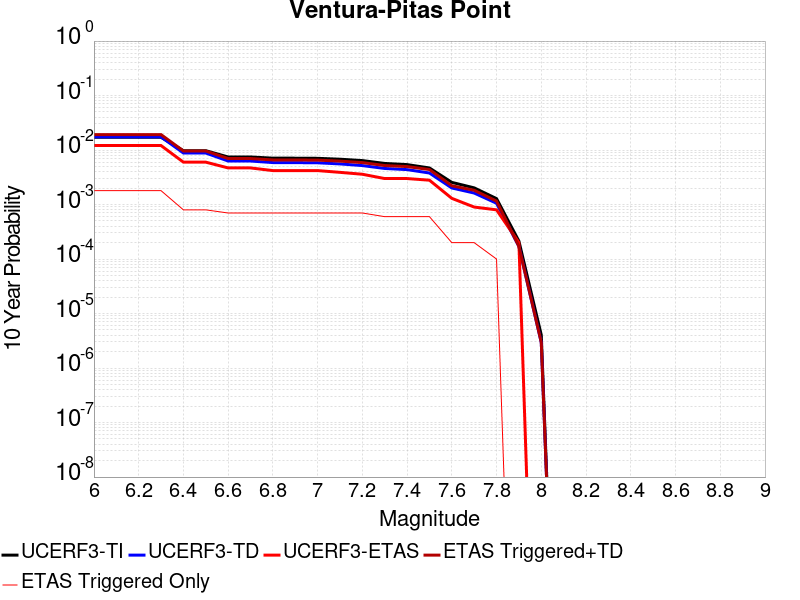 Ventura-Pitas Point
10 0
10 -1
10 -2
10 -3
10 -4
10 -5
10 -6
10 -7
10 -8
10 Year Probability
6 6.2 6.4 6.6 6.8 7 7.2 7.4 7.6 7.8 8 8.2 8.4 8.6 8.8 9
Magnitude
UCERF3-TI UCERF3-TD UCERF3-ETAS ETAS Triggered+TD
ETAS Triggered Only